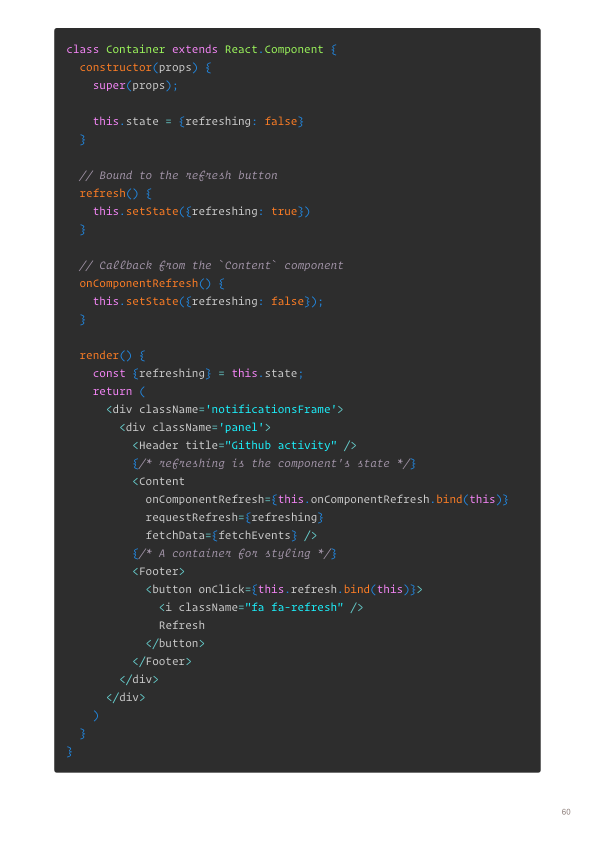 class Container extends React.Component {
  constructor(props) {
    super(props);

    this.state = {refreshing: false}
  }

  // Bound to the refresh button
  refresh() {
    this.setState({refreshing: true})
  }

  // Callback from the `Content` component
  onComponentRefresh() {
    this.setState({refreshing: false});
  }

  render() {
    const {refreshing} = this.state;
    return (
      <div className='notificationsFrame'>
        <div className='panel'>
          <Header title="Github activity" />
          {/* refreshing is the component's state */}
          <Content
            onComponentRefresh={this.onComponentRefresh.bind(this)}
            requestRefresh={refreshing}
            fetchData={fetchEvents} />
          {/* A container for styling */}
          <Footer>
            <button onClick={this.refresh.bind(this)}>
              <i className="fa fa-refresh" />
              Refresh
            </button>
          </Footer>
        </div>
      </div>
    )
  }
}
60